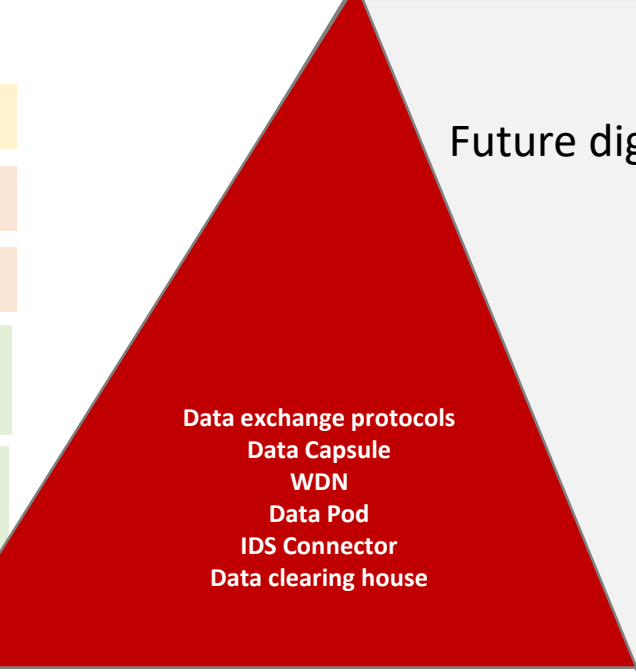 Future dig
Data exchange protocols
Data Capsule
WDN
Data Pod
IDS Connector
Data clearing house